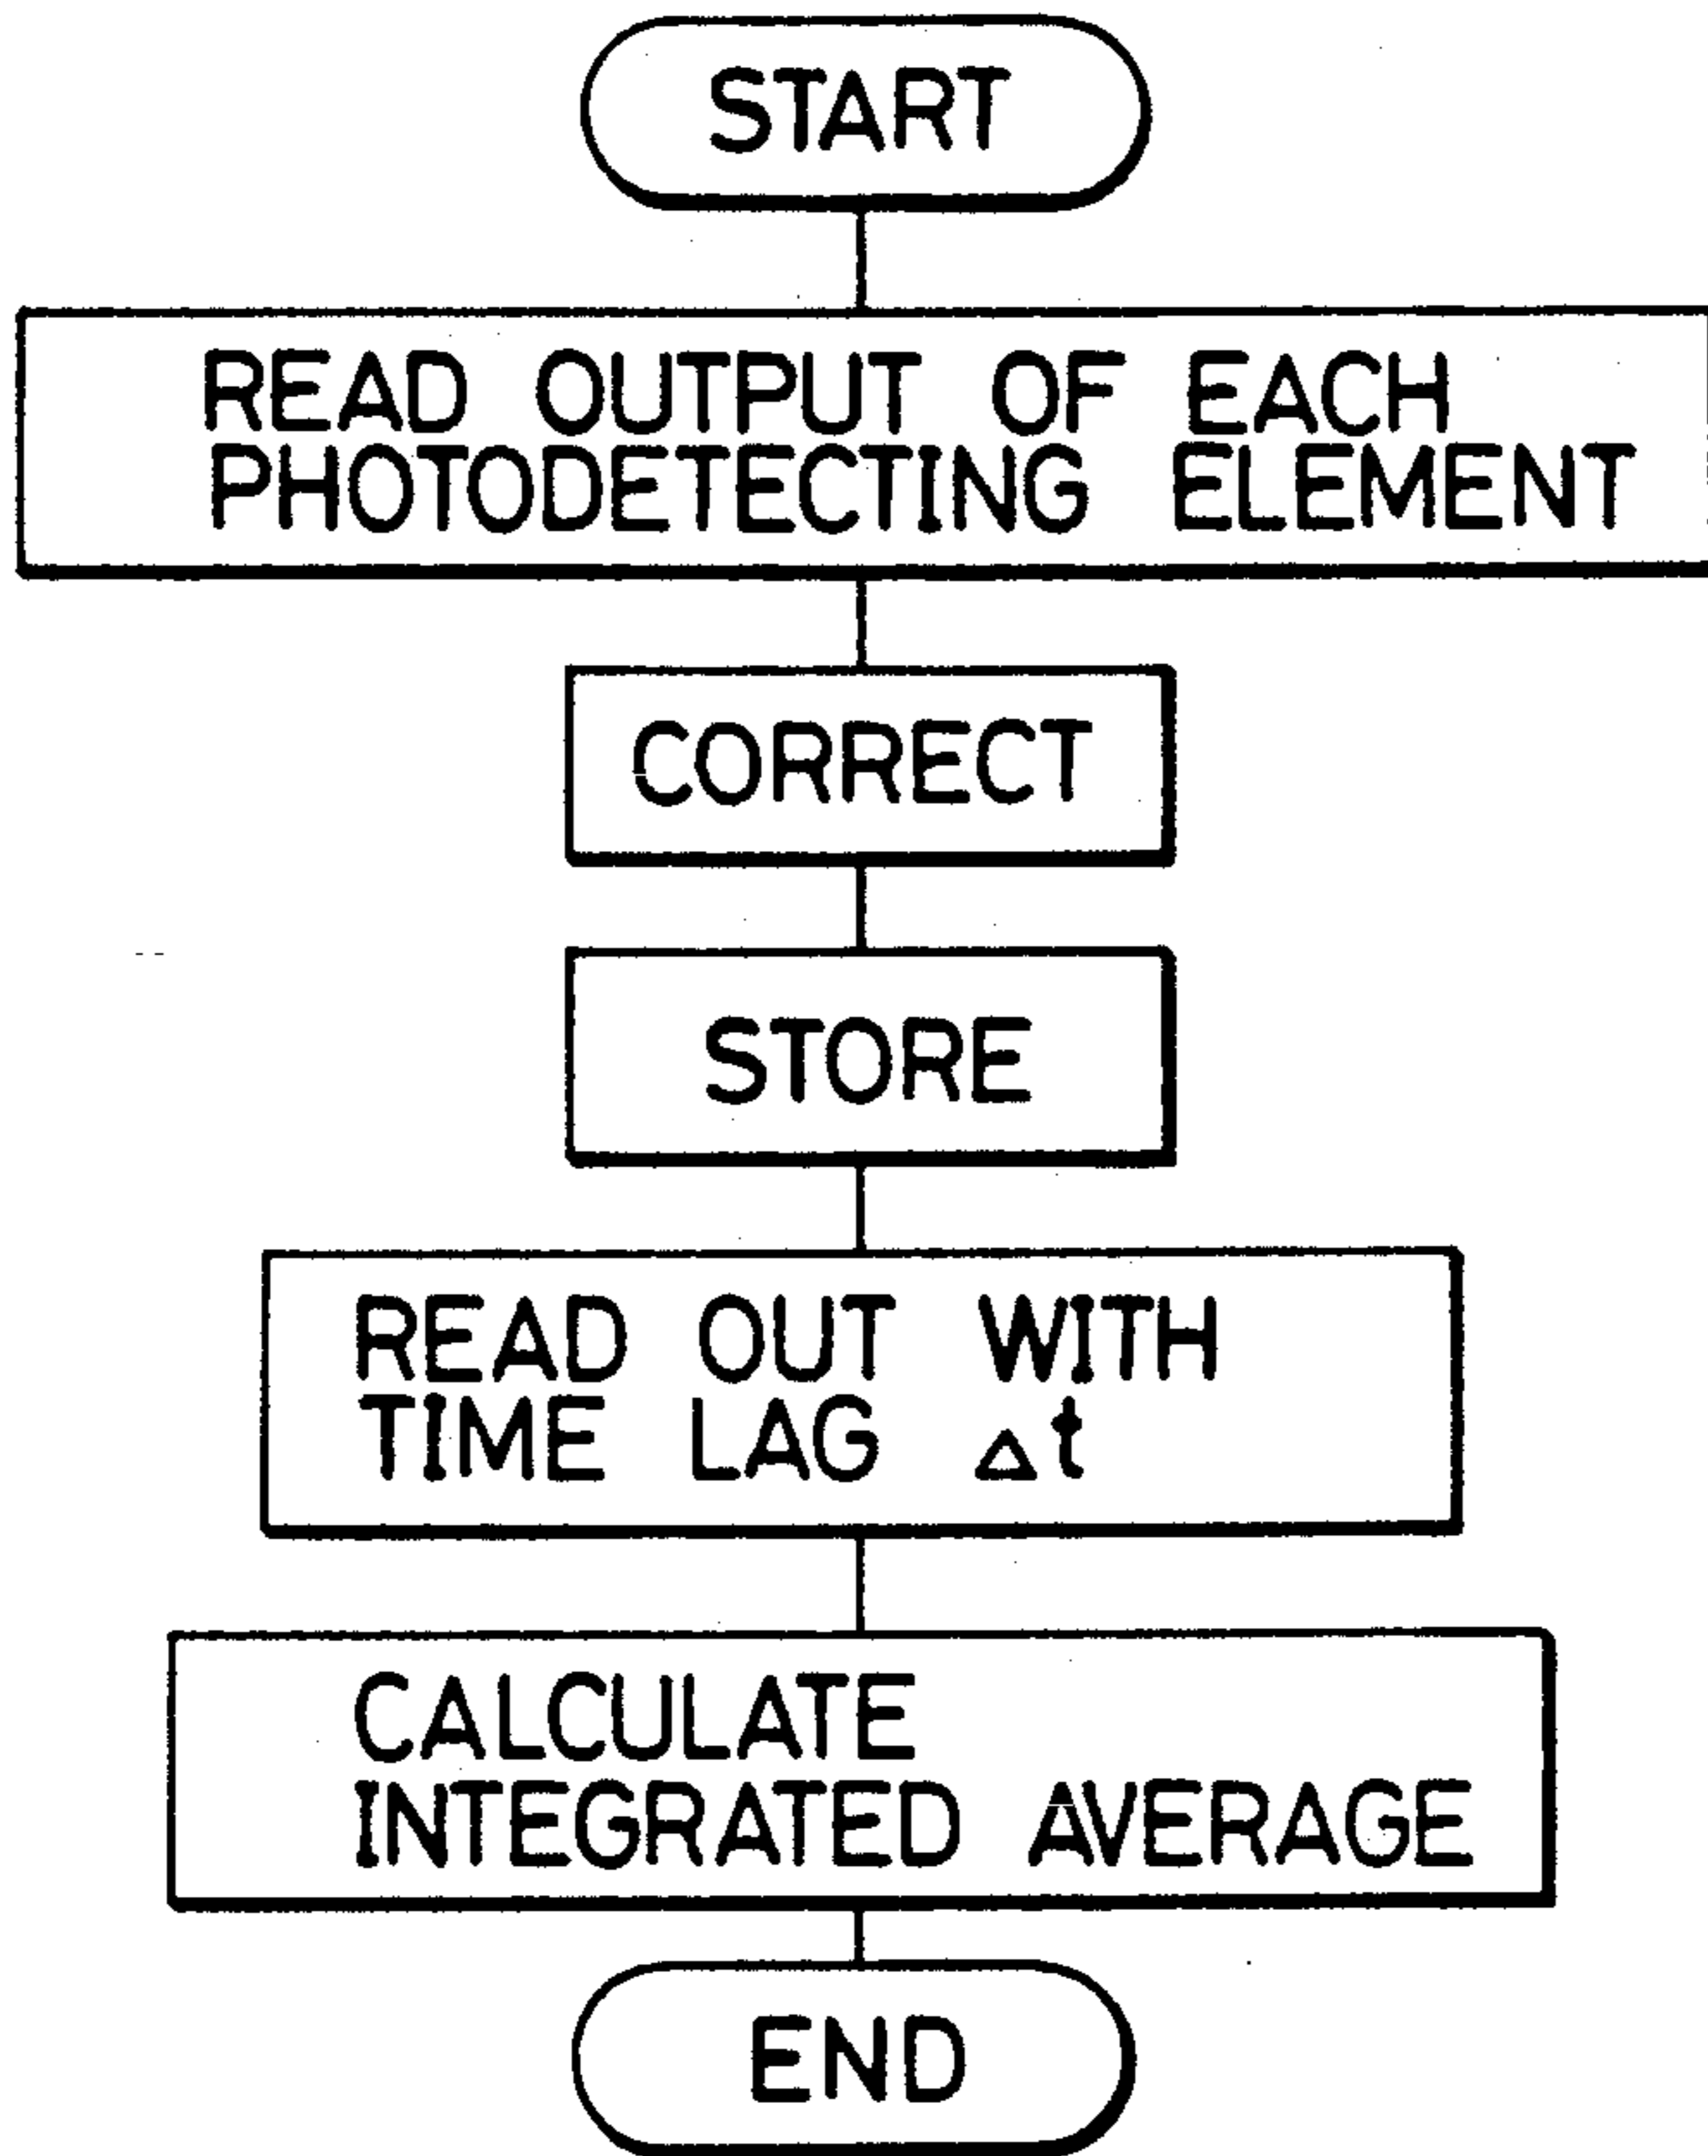 START
READ OUTPUT OF EACH
PHOTODETECTING ELEMENT
CORRECT
STORE
READ OUT WITH
TIME LAG Δt
CALCULATE
INTEGRATED AVERAGE
END